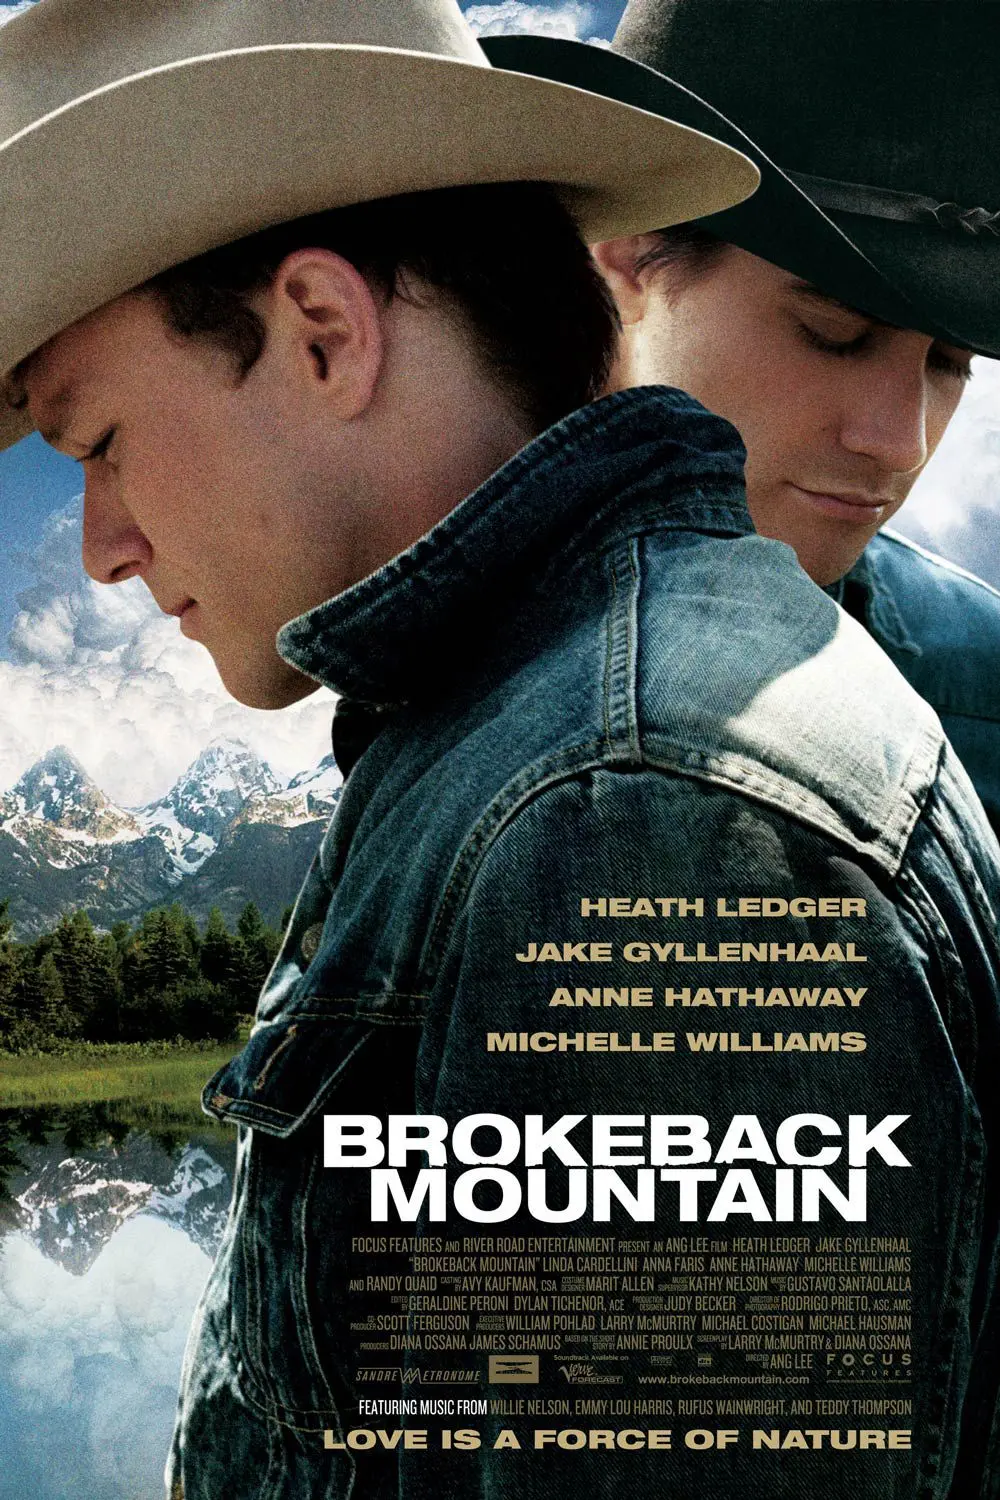 HEATH LEDGER
JAKE GYLLENHAAL
ANNE HATHAWAY
MICHELLE WILLIAMS
BROKEBACK
MOUNTAIN
FOCUS FEATURES AND RIVER ROAD ENTERTAINMENT PRESENT AN ANG LEE FILM HEATH LEDGER JAKE GYLLENHAAL
"BROKEBACK MOUNTAIN" LINDA CARDELLINI ANNA FARIS ANNE HATHAWAY MICHELLE WILLIAMS
AND RANDY QUAID CASTING BY AVY KAUFMAN, CSA COSTUME DESIGNER MARIT ALLEN MUSIC SUPERVISOR KATHY NELSON MUSIC BY GUSTAVO SANTAOLALLA
EDITED BY GERALDINE PERONI DYLAN TICHENOR, ACE PRODUCTION DESIGNER JUDY BECKER DIRECTOR OF PHOTOGRAPHY RODRIGO PRIETO, ASC, AMC
CO-PRODUCER SCOTT FERGUSON EXECUTIVE PRODUCERS WILLIAM POHLAD LARRY McMURTRY MICHAEL COSTIGAN MICHAEL HAUSMAN
PRODUCERS DIANA OSSANA JAMES SCHAMUS BASED ON THE SHORT STORY BY ANNIE PROULX SCREENPLAY BY LARRY McMURTRY & DIANA OSSANA
DIRECTED BY ANG LEE
SANDRE METRONOME
Soundtrack Available on
Verve
FORECAST
www.brokebackmountain.com
FOCUS
FEATURES
FEATURING MUSIC FROM WILLIE NELSON, EMMY LOU HARRIS, RUFUS WAINWRIGHT, AND TEDDY THOMPSON
LOVE IS A FORCE OF NATURE